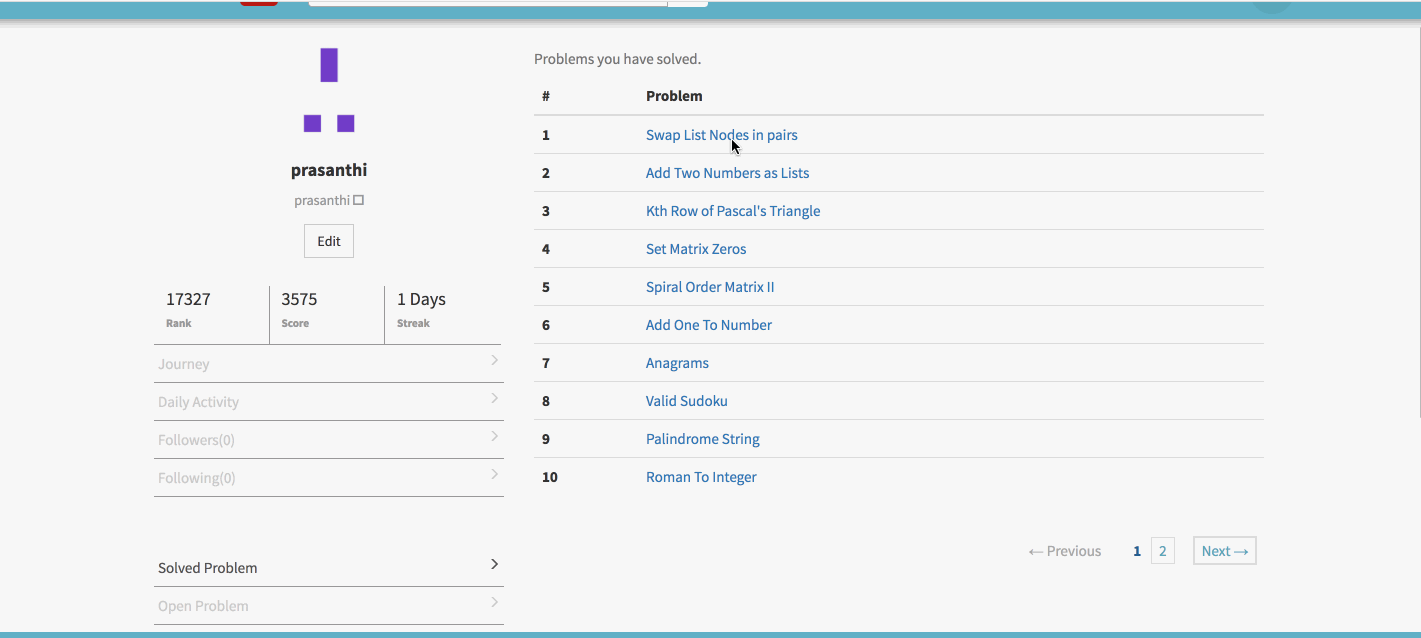 prasanthi
prasanthi
Edit
17327 3575 1 Days
Rank Score Streak
Journey
Daily Activity
Followers(0)
Following(0)
Solved Problem
Open Problem
Problems you have solved.
# Problem
1 Swap List Nodes in pairs
2 Add Two Numbers as Lists
3 Kth Row of Pascal's Triangle
4 Set Matrix Zeros
5 Spiral Order Matrix II
6 Add One To Number
7 Anagrams
8 Valid Sudoku
9 Palindrome String
10 Roman To Integer
← Previous 1 2 Next →